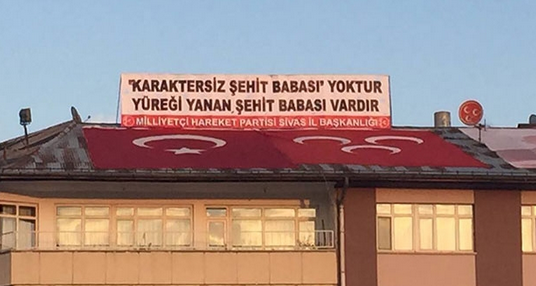 "KARAKTERSİZ ŞEHİT BABASI" YOKTUR
YÜREĞİ YANAN ŞEHİT BABASI VARDIR
MİLLİYETÇİ HAREKET PARTİSİ SİVAS İL BAŞKANLIĞI